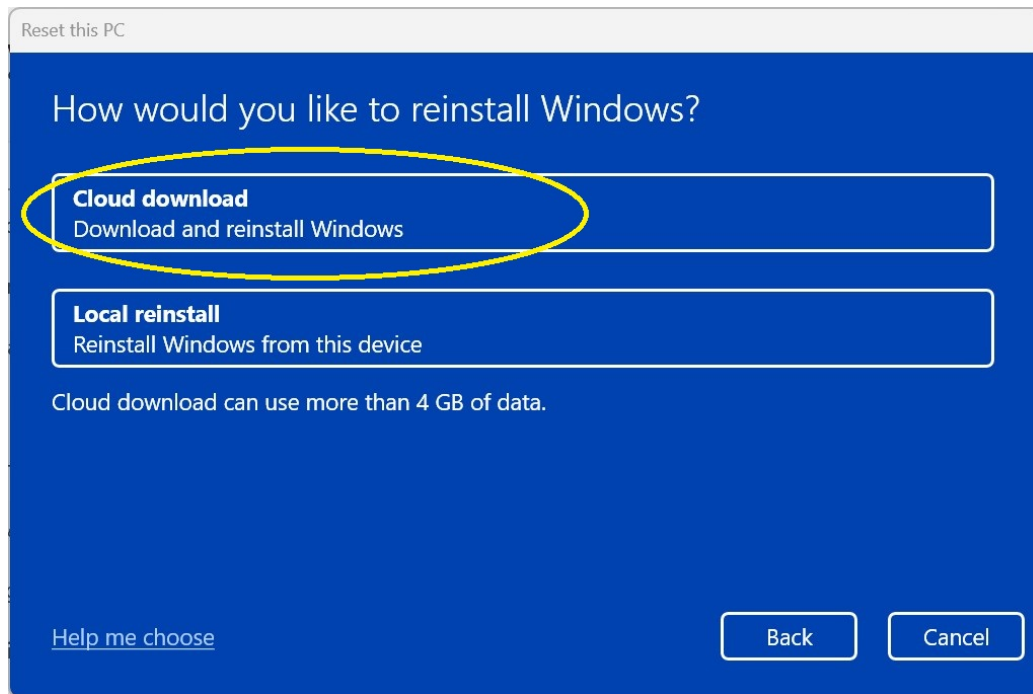 Reset this PC
How would you like to reinstall Windows?
Cloud download
Download and reinstall Windows
Local reinstall
Reinstall Windows from this device
Cloud download can use more than 4 GB of data.
Help me choose
Back
Cancel